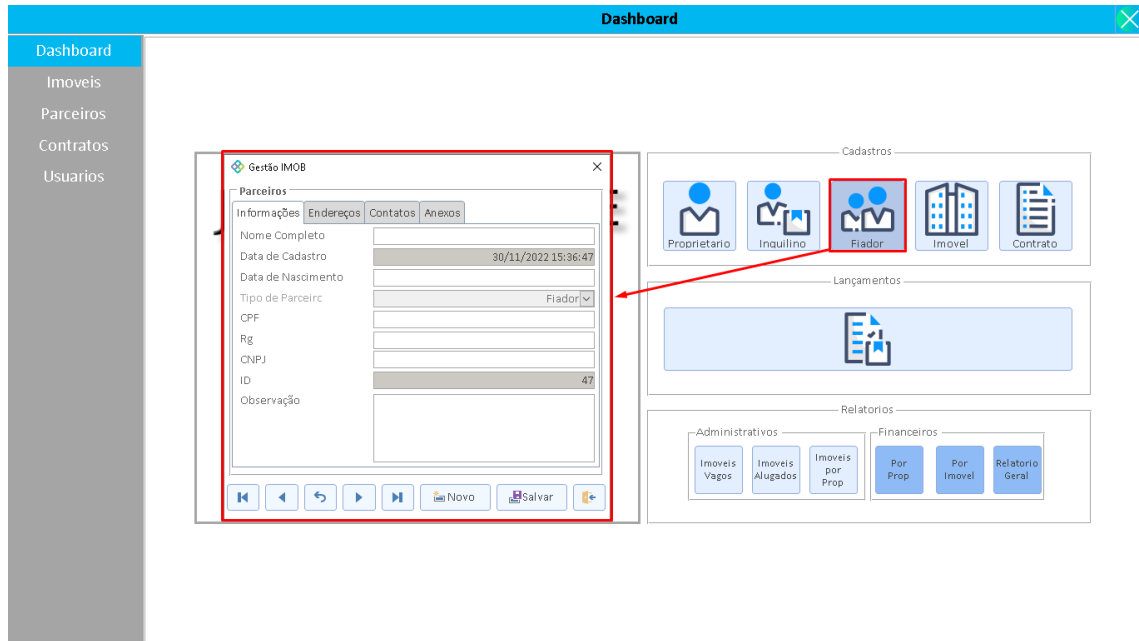 Dashboard
Dashboard
Imoveis
Parceiros
Contratos
Usuarios
Gestão IMOB
Parceiros
Informações Endereços Contatos Anexos
Nome Completo
Data de Cadastro 30/11/2022 15:36:47
Data de Nascimento
Tipo de Parceirc Fiador
CPF
Rg
CNPJ
ID 47
Observação
Novo Salvar
Cadastros
Proprietario Inquilino Fiador Imovel Contrato
Lançamentos
Relatorios
Administrativos
Imoveis
Vagos
Imoveis
Alugados
Imoveis
por
Prop
Financeiros
Por
Prop
Por
Imovel
Relatorio
Geral